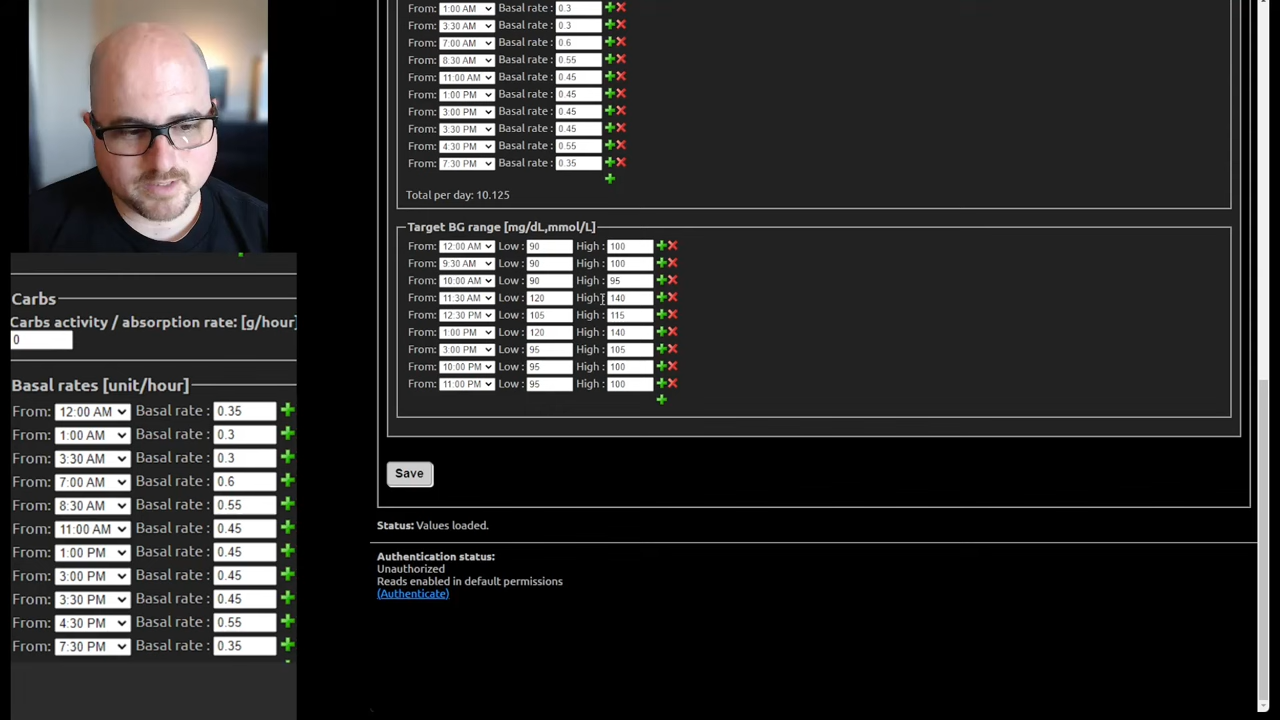 From: 1:00 AM Basal rate : 0.3
From: 3:30 AM Basal rate : 0.3
From: 7:00 AM Basal rate : 0.6
From: 8:30 AM Basal rate : 0.55
From: 11:00 AM Basal rate : 0.45
From: 1:00 PM Basal rate : 0.45
From: 3:00 PM Basal rate : 0.45
From: 3:30 PM Basal rate : 0.45
From: 4:30 PM Basal rate : 0.55
From: 7:30 PM Basal rate : 0.35
Total per day: 10.125
Target BG range [mg/dL,mmol/L]
From: 12:00 AM Low : 90 High : 100
From: 9:30 AM Low : 90 High : 100
From: 10:00 AM Low : 90 High : 95
From: 11:30 AM Low : 120 High : 140
From: 12:30 PM Low : 105 High : 115
From: 1:00 PM Low : 120 High : 140
From: 3:00 PM Low : 95 High : 105
From: 10:00 PM Low : 95 High : 100
From: 11:00 PM Low : 95 High : 100
Save
Status: Values loaded.
Authentication status:
Unauthorized
Reads enabled in default permissions
(Authenticate)
Carbs
Carbs activity / absorption rate: [g/hour]
0
Basal rates [unit/hour]
From: 12:00 AM Basal rate : 0.35
From: 1:00 AM Basal rate : 0.3
From: 3:30 AM Basal rate : 0.3
From: 7:00 AM Basal rate : 0.6
From: 8:30 AM Basal rate : 0.55
From: 11:00 AM Basal rate : 0.45
From: 1:00 PM Basal rate : 0.45
From: 3:00 PM Basal rate : 0.45
From: 3:30 PM Basal rate : 0.45
From: 4:30 PM Basal rate : 0.55
From: 7:30 PM Basal rate : 0.35